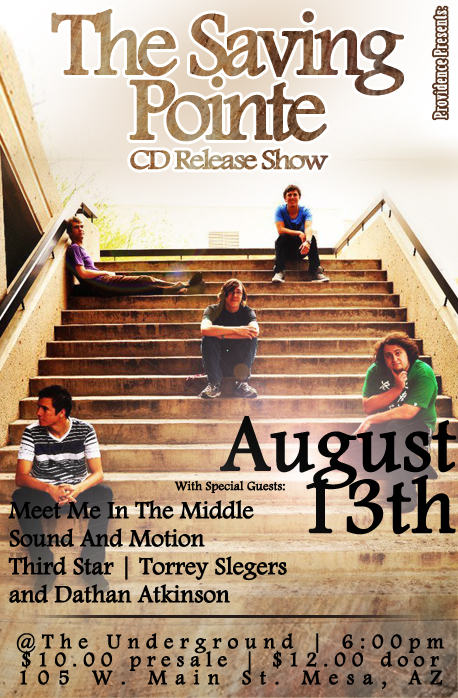 Providence Presents:
The Saving
Pointe
CD Release Show
August
13th
With Special Guests:
Meet Me In The Middle
Sound And Motion
Third Star | Torrey Slegers
and Dathan Atkinson
@The Underground | 6:00pm
$10.00 presale | $12.00 door
105 W. Main St. Mesa, AZ